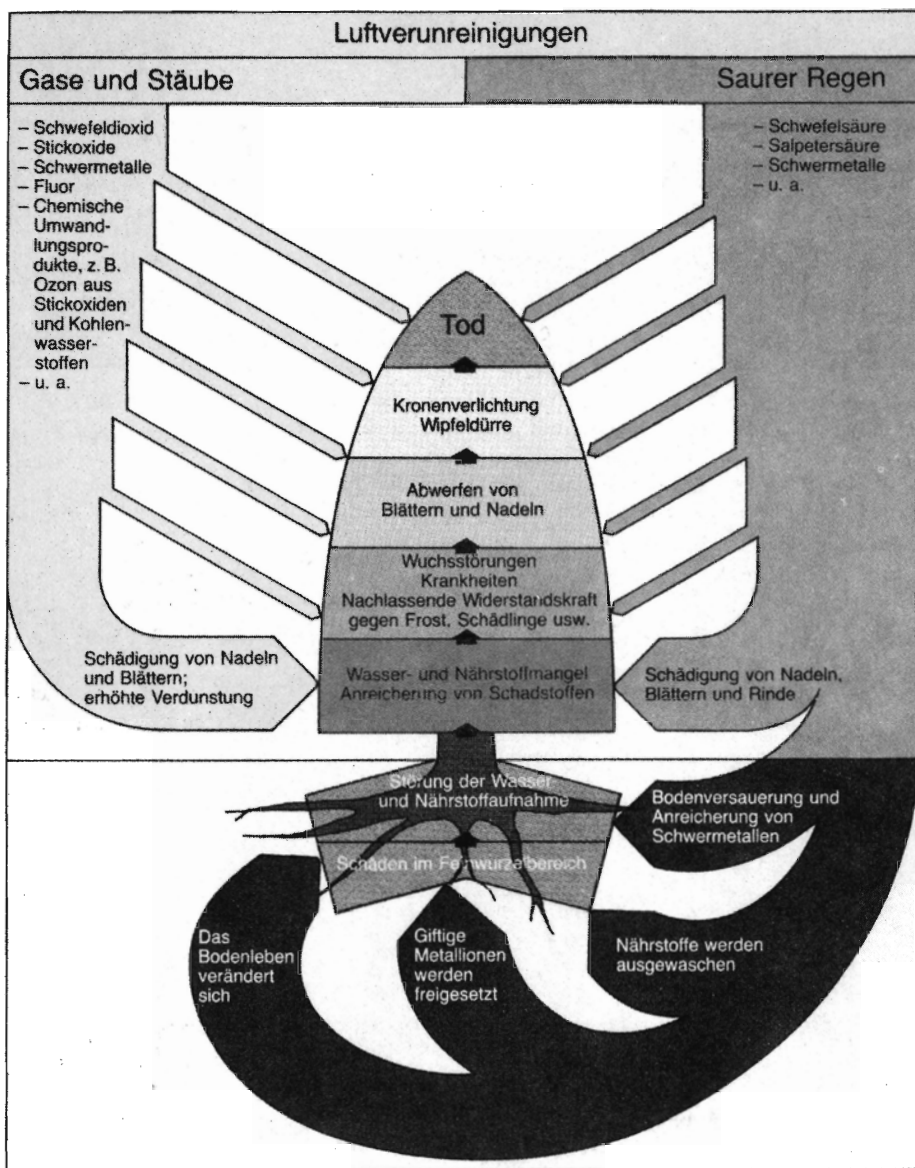 Luftverunreinigungen
Gase und Stäube
Saurer Regen
– Schwefeldioxid
– Stickoxide
– Schwermetalle
– Fluor
– Chemische
Umwand-
lungspro-
dukte, z. B.
Ozon aus
Stickoxiden
und Kohlen-
wasser-
stoffen
– u. a.
– Schwefelsäure
– Salpetersäure
– Schwermetalle
– u. a.
Tod
Kronenverlichtung
Wipfeldürre
Abwerfen von
Blättern und Nadeln
Wuchsstörungen
Krankheiten
Nachlassende Widerstandskraft
gegen Frost, Schädlinge usw.
Schädigung von Nadeln
und Blättern;
erhöhte Verdunstung
Wasser- und Nährstoffmangel
Anreicherung von Schadstoffen
Schädigung von Nadeln,
Blättern und Rinde
Störung der Wasser-
und Nährstoffaufnahme
Schäden im Feinwurzelbereich
Bodenversauerung und
Anreicherung von
Schwermetallen
Das
Bodenleben
verändert
sich
Giftige
Metallionen
werden
freigesetzt
Nährstoffe werden
ausgewaschen